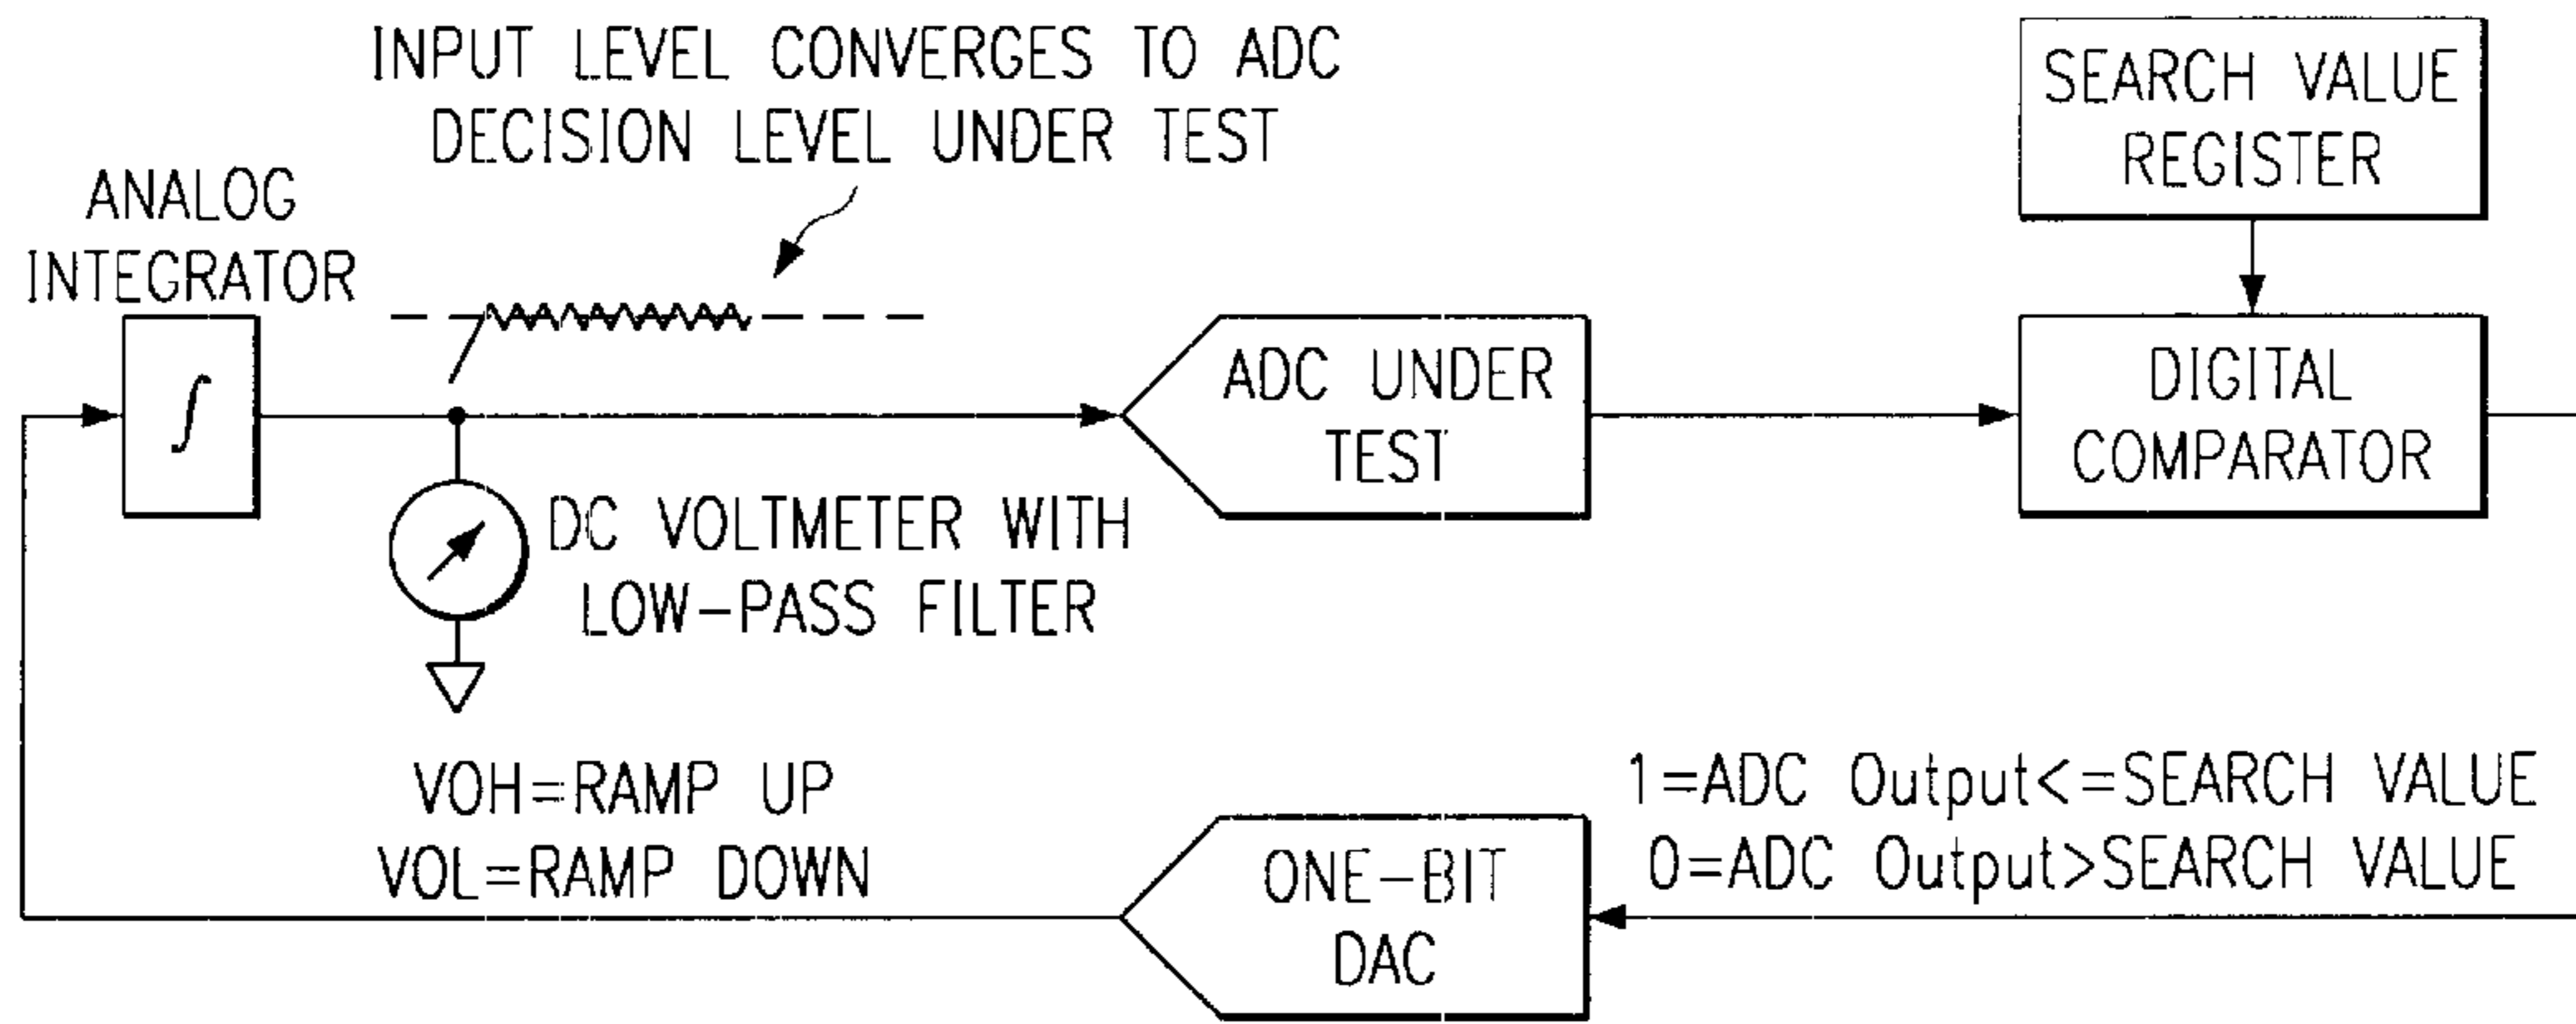 INPUT LEVEL CONVERGES TO ADC
DECISION LEVEL UNDER TEST
SEARCH VALUE
REGISTER
ANALOG
INTEGRATOR
∫
ADC UNDER
TEST
DIGITAL
COMPARATOR
DC VOLTMETER WITH
LOW-PASS FILTER
VOH=RAMP UP
VOL=RAMP DOWN
1=ADC Output<=SEARCH VALUE
0=ADC Output>SEARCH VALUE
ONE-BIT
DAC